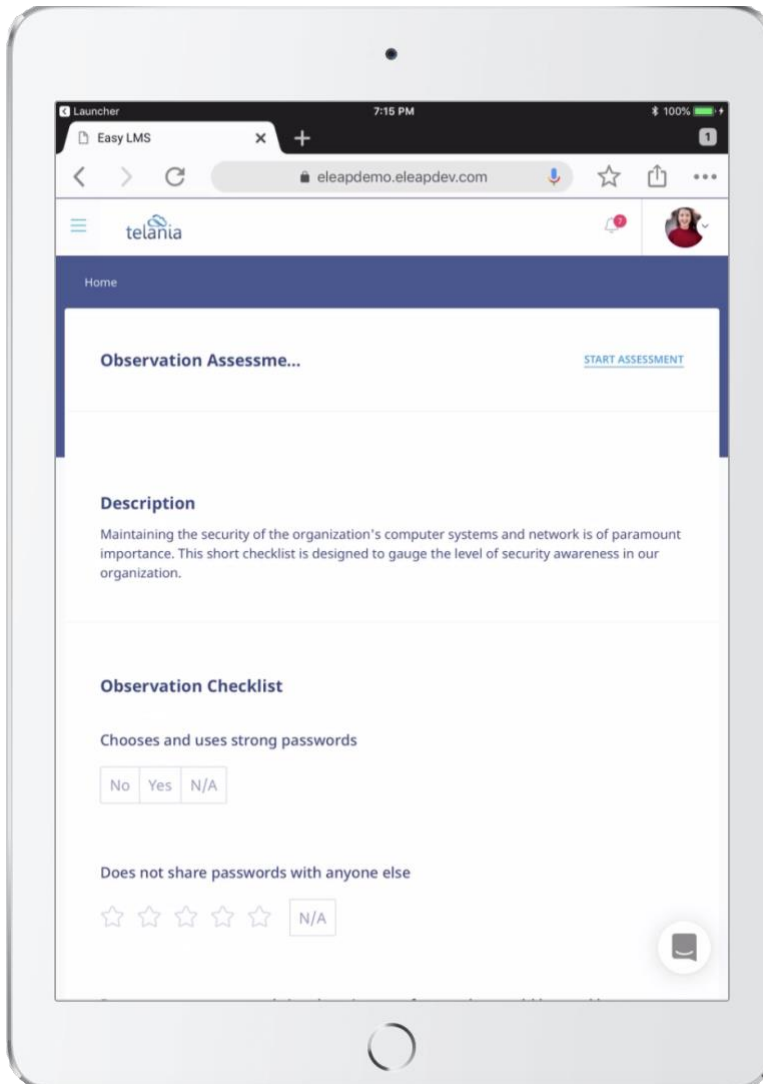 Launcher
7:15 PM
100%
Easy LMS
1
eleapdemo.eleapdev.com
telania
7
Home
Observation Assessme...
START ASSESSMENT
Description
Maintaining the security of the organization's computer systems and network is of paramount
importance. This short checklist is designed to gauge the level of security awareness in our
organization.
Observation Checklist
Chooses and uses strong passwords
No Yes N/A
Does not share passwords with anyone else
N/A